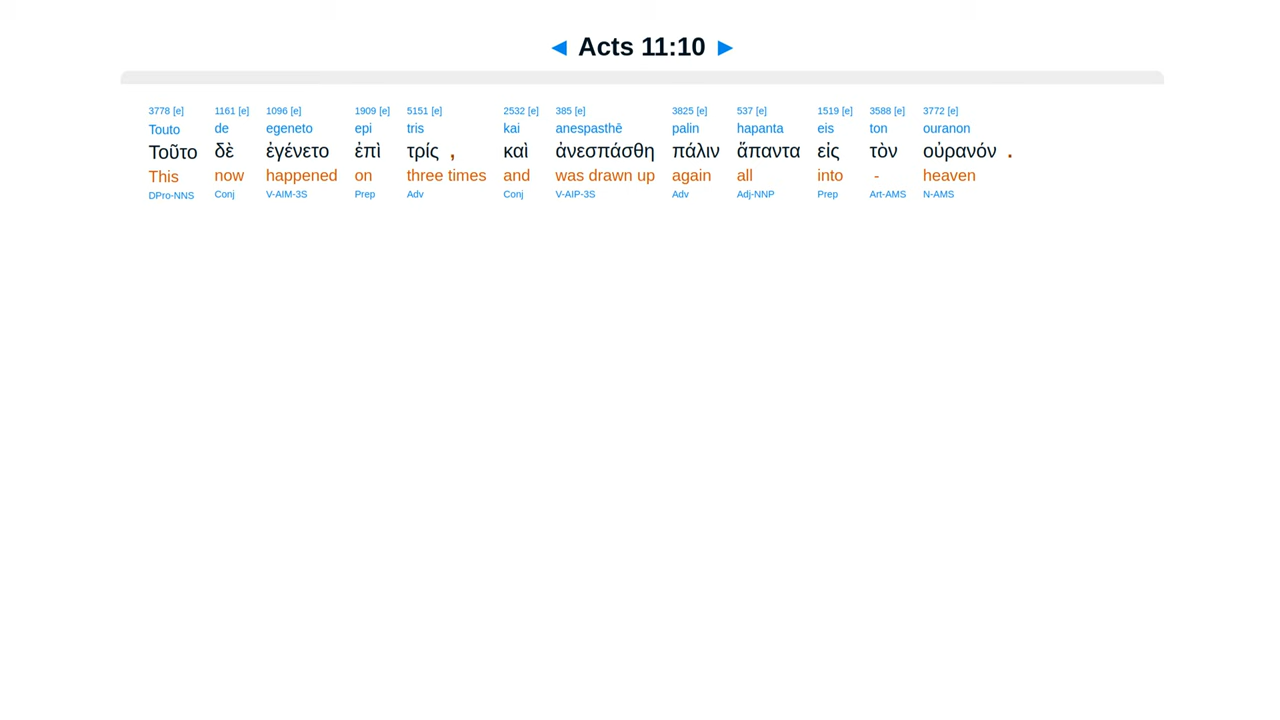 ◄ Acts 11:10 ►
3778 [e] 1161 [e] 1096 [e] 1909 [e] 5151 [e] 2532 [e] 385 [e] 3825 [e] 537 [e] 1519 [e] 3588 [e] 3772 [e]
Touto de egeneto epi tris kai anespasthē palin hapanta eis ton ouranon
Τοῦτο δὲ ἐγένετο ἐπὶ τρίς , καὶ ἀνεσπάσθη πάλιν ἅπαντα εἰς τὸν οὐρανόν .
This now happened on three times and was drawn up again all into - heaven
DPro-NNS Conj V-AIM-3S Prep Adv Conj V-AIP-3S Adv Adj-NNP Prep Art-AMS N-AMS